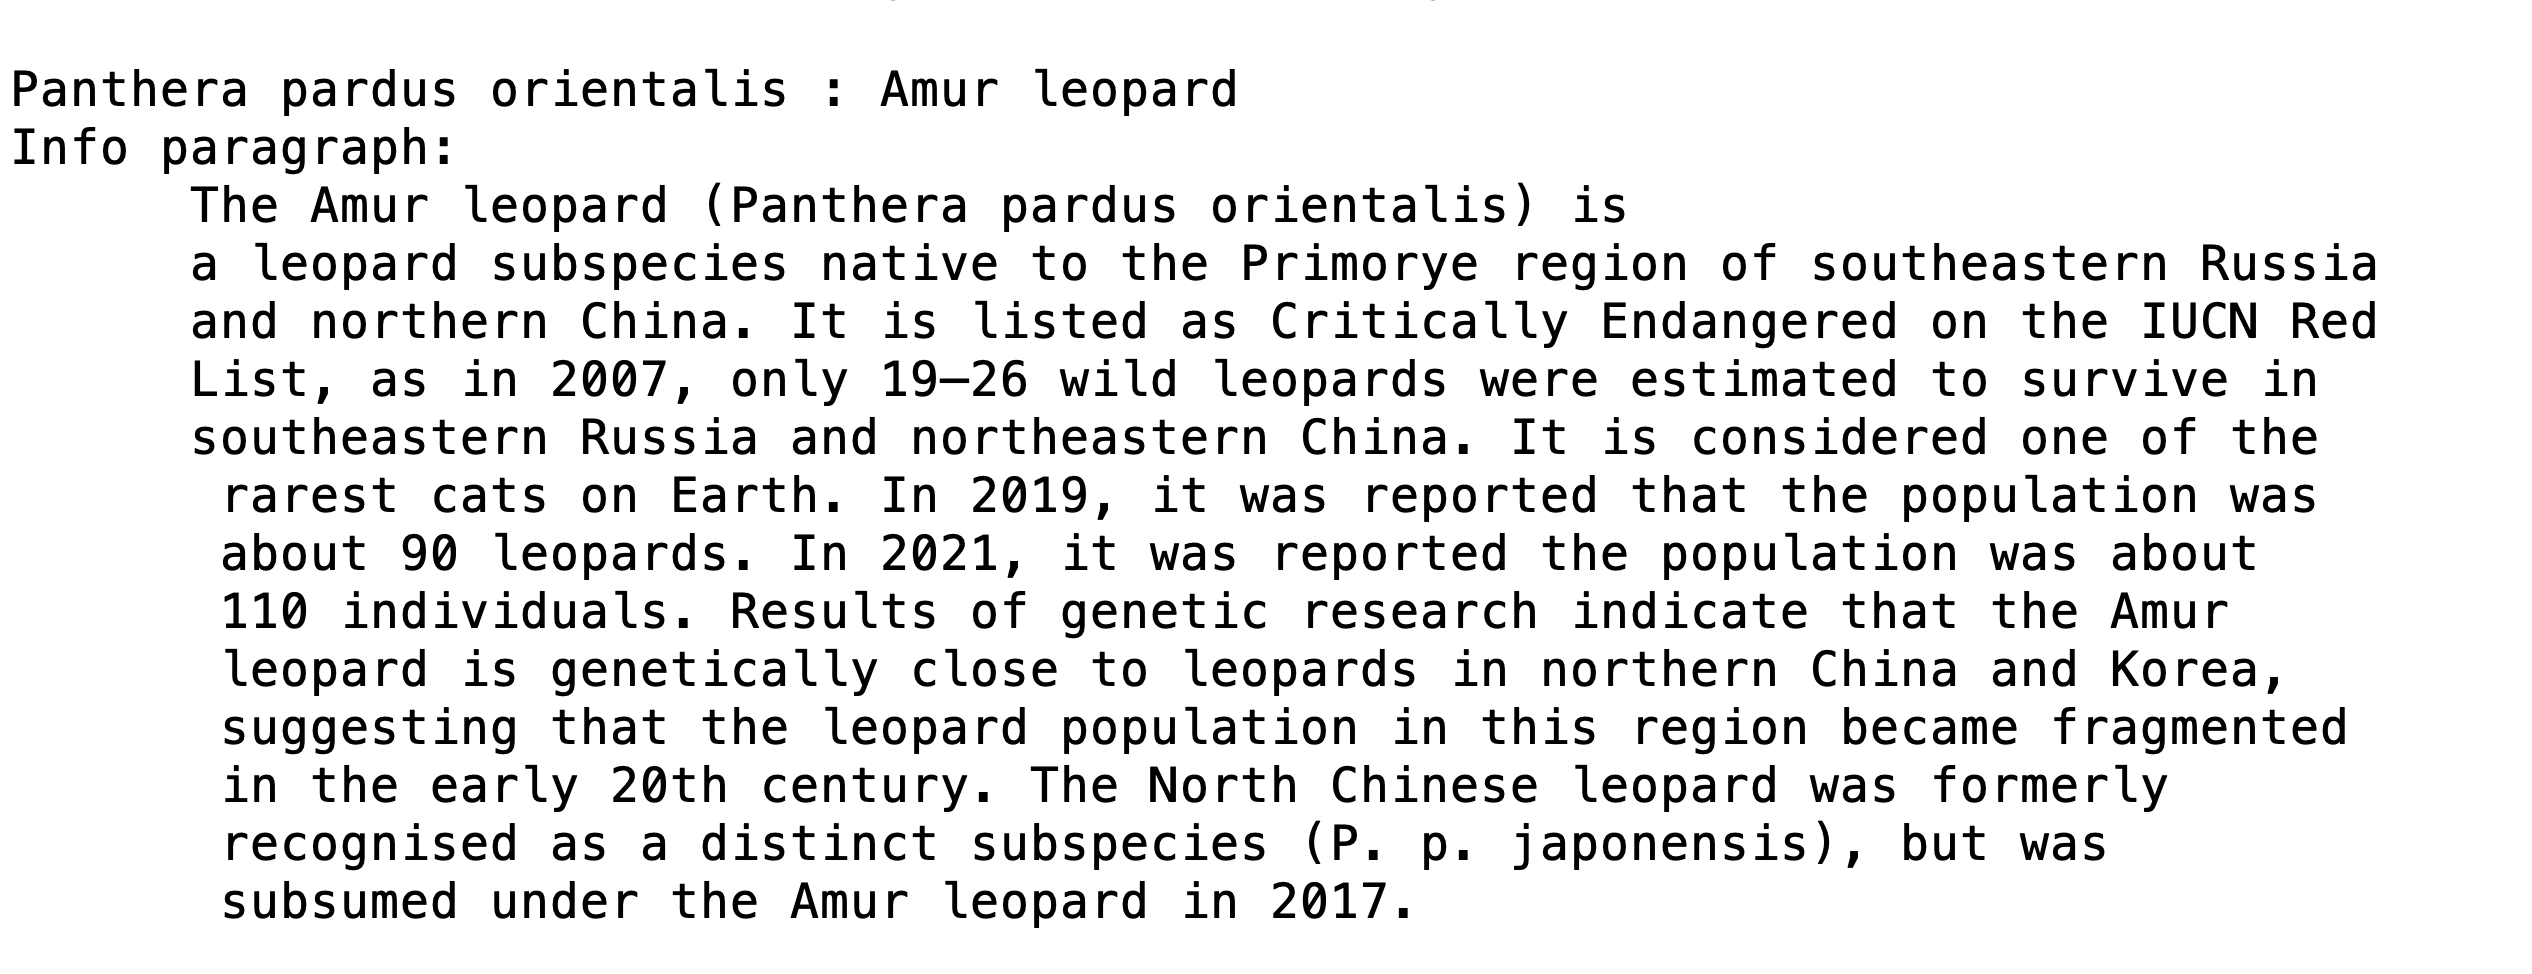 Panthera pardus orientalis : Amur leopard
Info paragraph:
The Amur leopard (Panthera pardus orientalis) is
a leopard subspecies native to the Primorye region of southeastern Russia
and northern China. It is listed as Critically Endangered on the IUCN Red
List, as in 2007, only 19–26 wild leopards were estimated to survive in
southeastern Russia and northeastern China. It is considered one of the
rarest cats on Earth. In 2019, it was reported that the population was
about 90 leopards. In 2021, it was reported the population was about
110 individuals. Results of genetic research indicate that the Amur
leopard is genetically close to leopards in northern China and Korea,
suggesting that the leopard population in this region became fragmented
in the early 20th century. The North Chinese leopard was formerly
recognised as a distinct subspecies (P. p. japonensis), but was
subsumed under the Amur leopard in 2017.